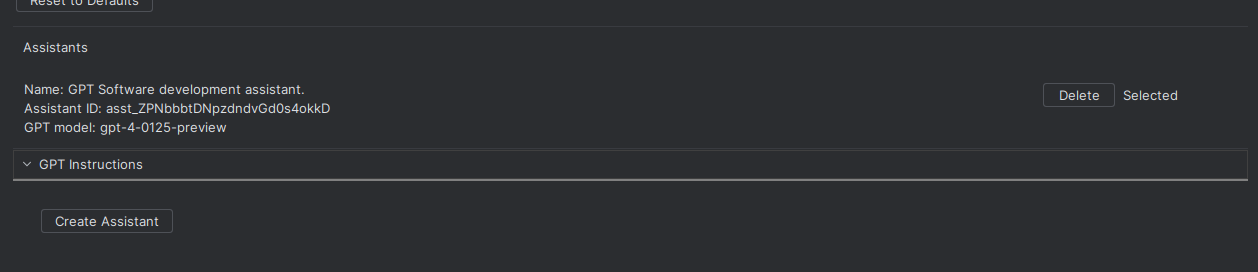 Reset to Defaults
Assistants
Name: GPT Software development assistant.
Assistant ID: asst_ZPNbbbtDNpzdndvGd0s4okkD
GPT model: gpt-4-0125-preview
Delete Selected
GPT Instructions
Create Assistant